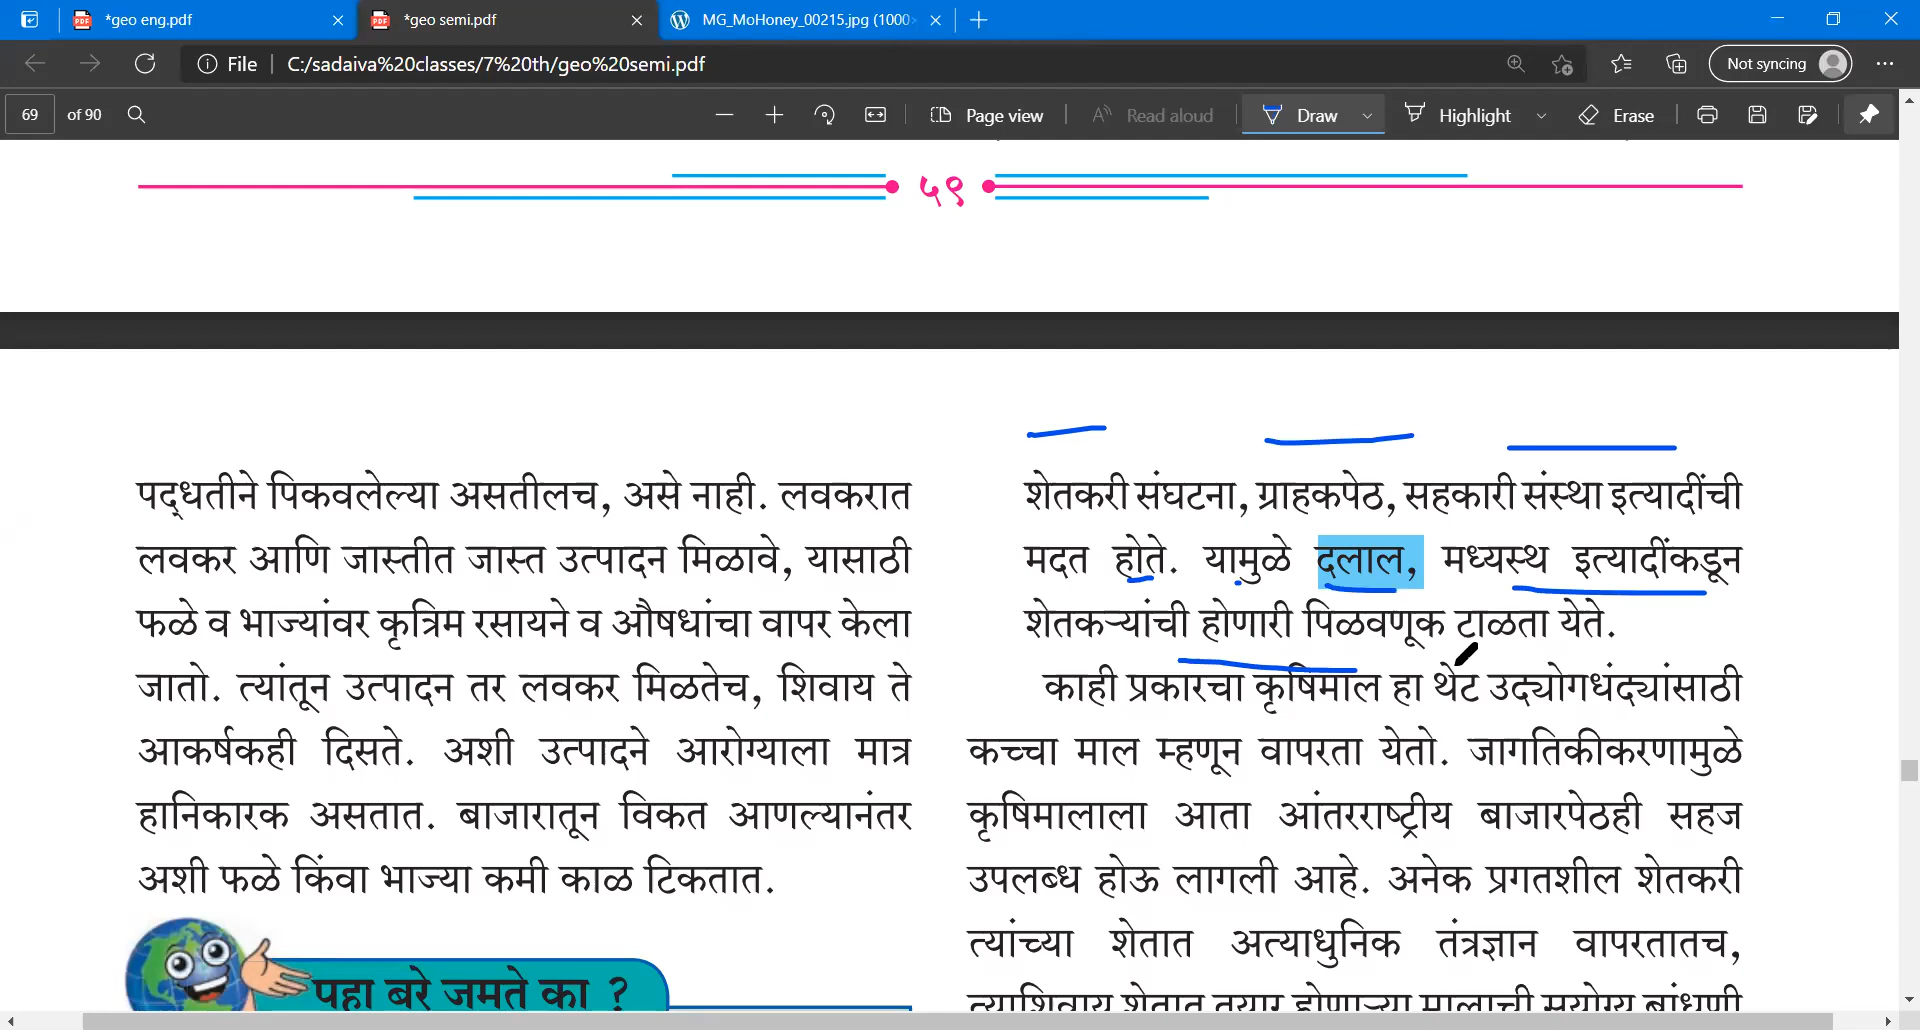 *geo eng.pdf
*geo semi.pdf
MG_MoHoney_00215.jpg (1000
File
C:/sadaiva%20classes/7%20th/geo%20semi.pdf
Not syncing
69
of 90
Page view
Read aloud
Draw
Highlight
Erase
५९
पद्धतीने पिकवलेल्या असतीलच, असे नाही. लवकरात
लवकर आणि जास्तीत जास्त उत्पादन मिळावे, यासाठी
फळे व भाज्यांवर कृत्रिम रसायने व औषधांचा वापर केला
जातो. त्यांतून उत्पादन तर लवकर मिळतेच, शिवाय ते
आकर्षकही दिसते. अशी उत्पादने आरोग्याला मात्र
हानिकारक असतात. बाजारातून विकत आणल्यानंतर
अशी फळे किंवा भाज्या कमी काळ टिकतात.
पहा बरे जमते का ?
शेतकरी संघटना, ग्राहकपेठ, सहकारी संस्था इत्यादींची
मदत होते. यामुळे दलाल, मध्यस्थ इत्यादींकडून
शेतकऱ्यांची होणारी पिळवणूक टाळता येते.
काही प्रकारचा कृषिमाल हा थेट उद्योगधंद्यांसाठी
कच्चा माल म्हणून वापरता येतो. जागतिकीकरणामुळे
कृषिमालाला आता आंतरराष्ट्रीय बाजारपेठही सहज
उपलब्ध होऊ लागली आहे. अनेक प्रगतशील शेतकरी
त्यांच्या शेतात अत्याधुनिक तंत्रज्ञान वापरतातच,
त्याशिवाय शेतात तयार होणाऱ्या मालाची सुयोग्य बांधणी